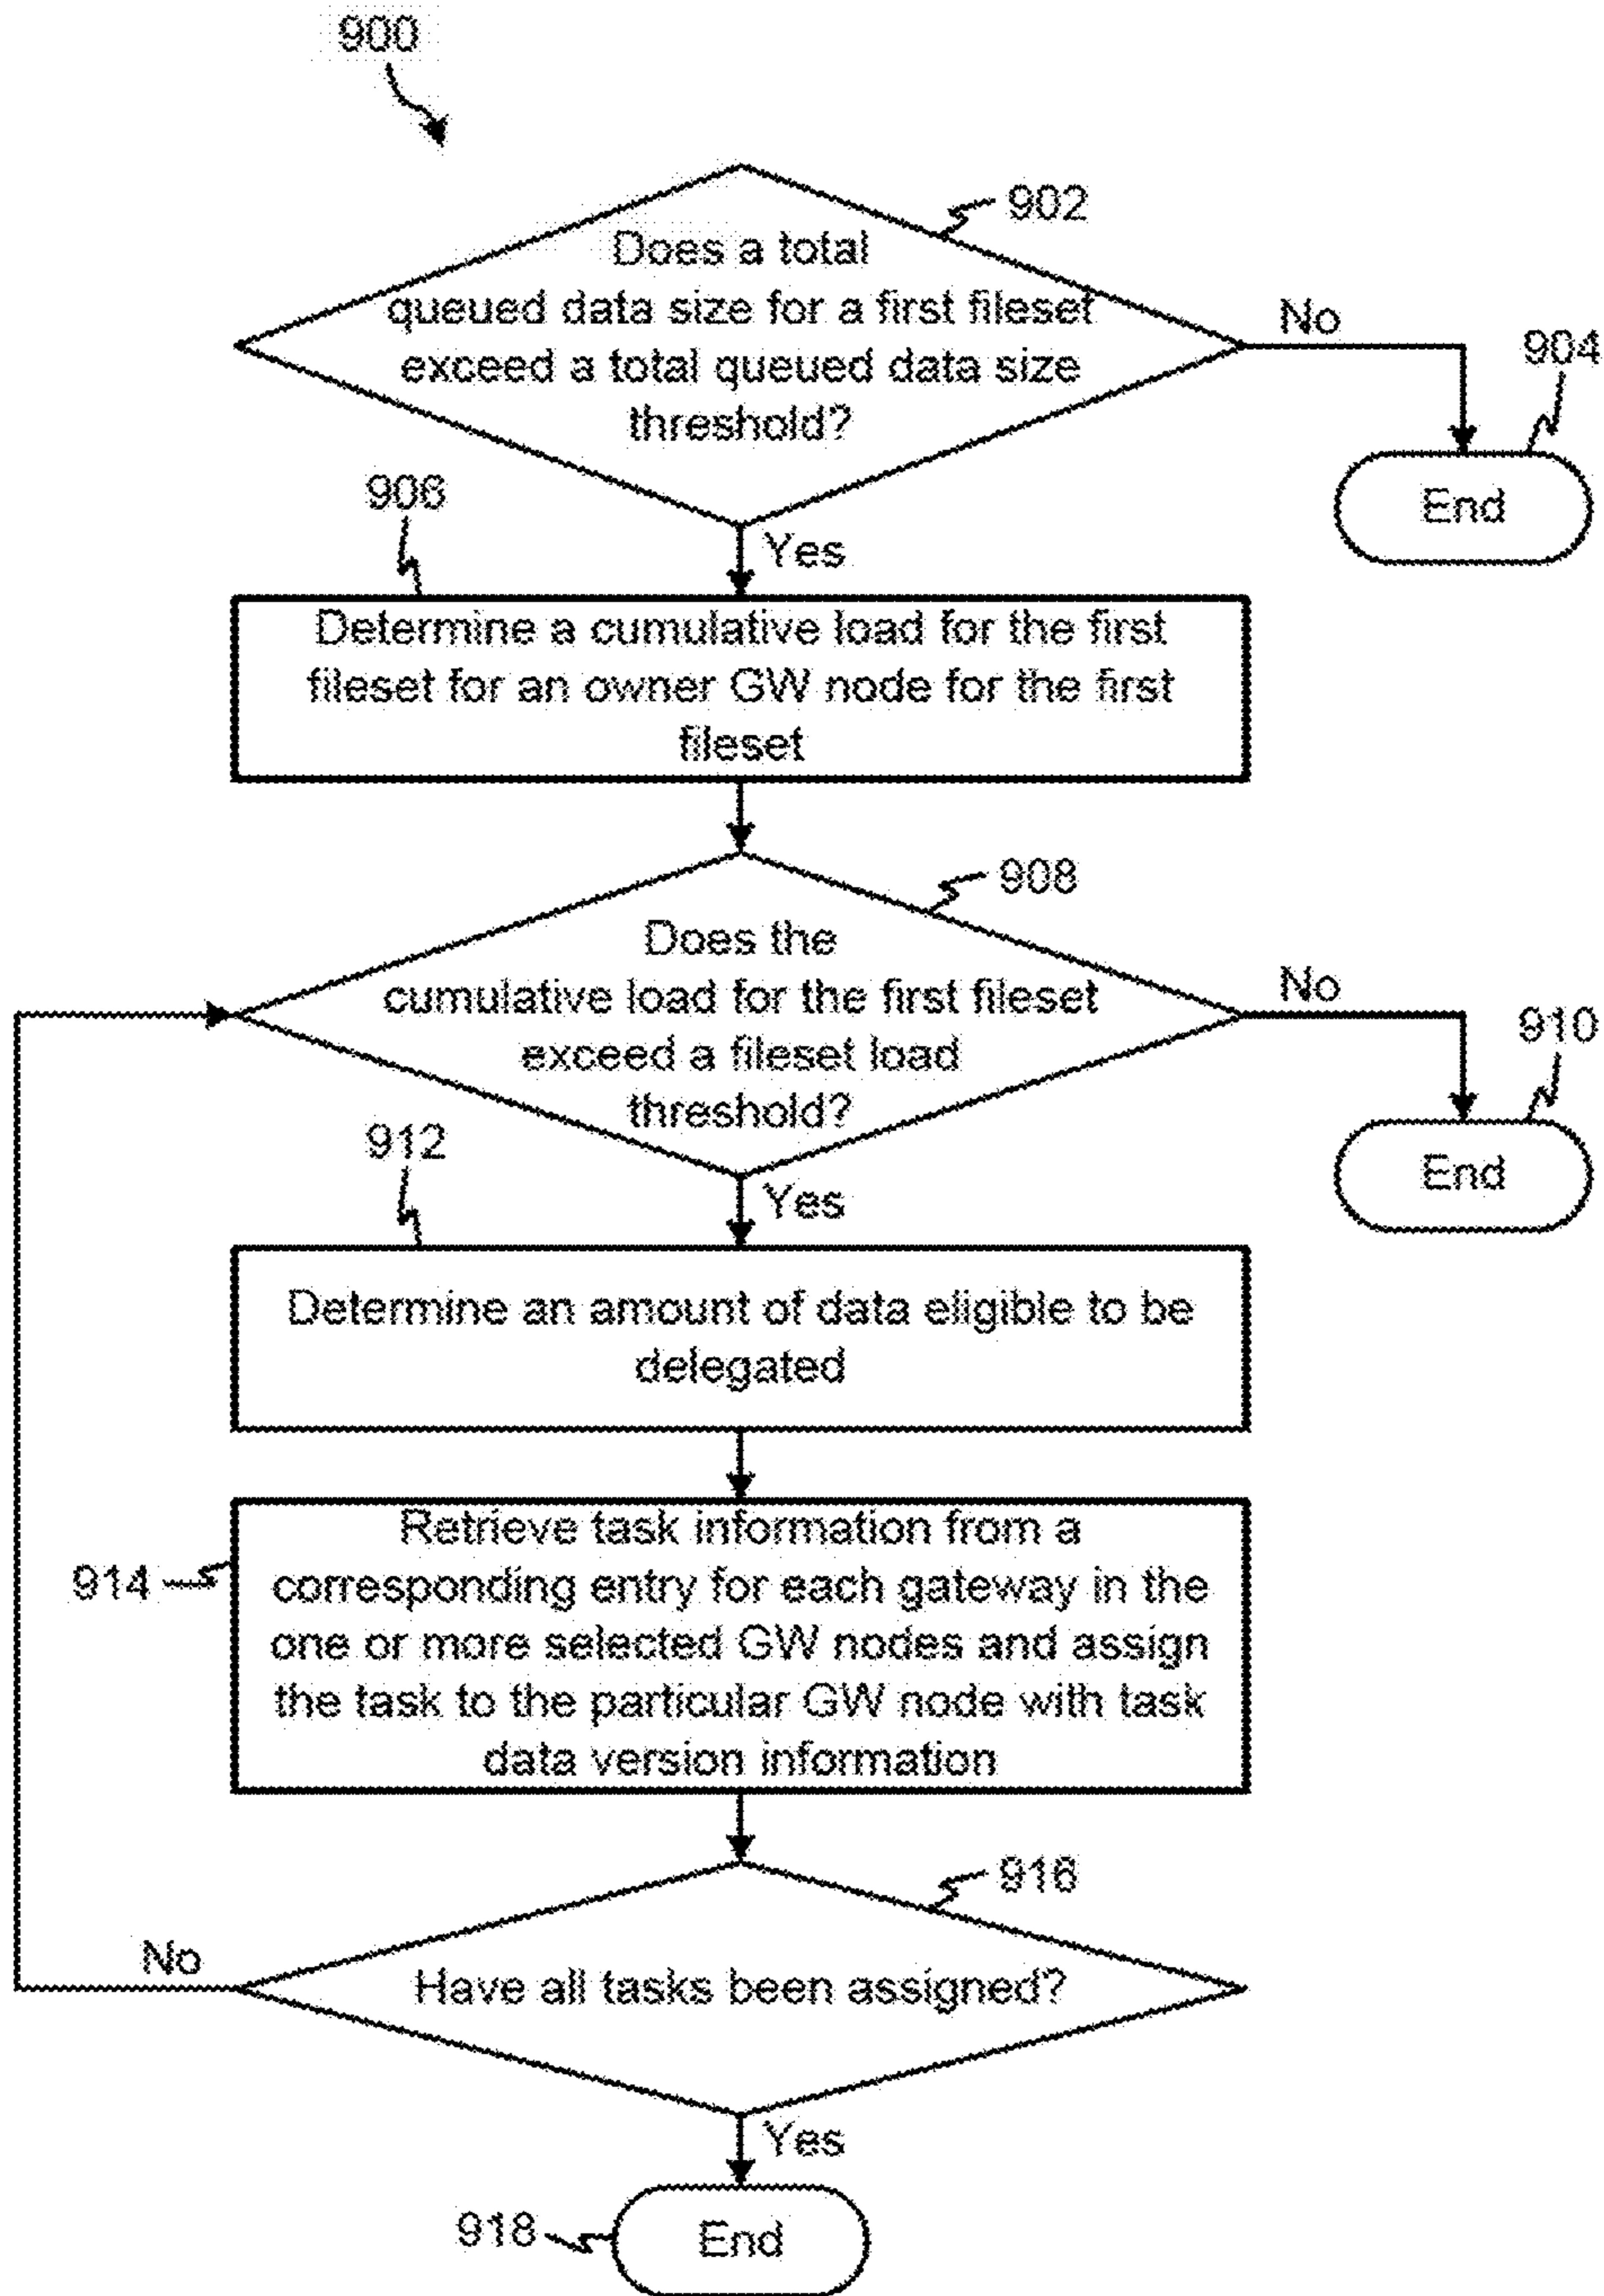 900
902
Does a total
queued data size for a first fileset
exceed a total queued data size
threshold?
No
904
End
906
Yes
Determine a cumulative load for the first
fileset for an owner GW node for the first
fileset
908
Does the
cumulative load for the first fileset
exceed a fileset load
threshold?
No
910
End
912
Yes
Determine an amount of data eligible to be
delegated
914
Retrieve task information from a
corresponding entry for each gateway in the
one or more selected GW nodes and assign
the task to the particular GW node with task
data version information
916
No
Have all tasks been assigned?
Yes
918
End